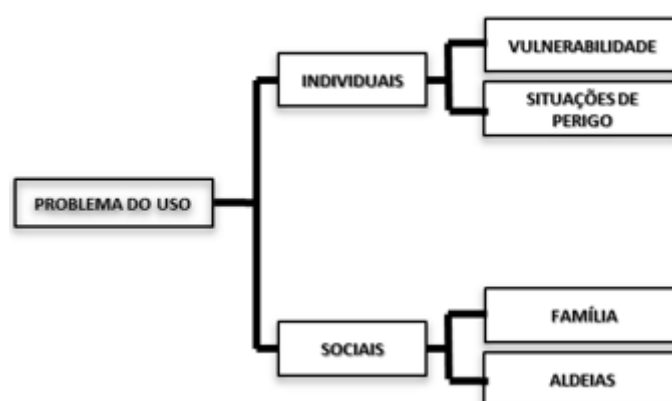 VULNERABILIDADE
INDIVIDUAIS
SITUAÇÕES DE
PERIGO
PROBLEMA DO USO
FAMÍLIA
SOCIAIS
ALDEIAS